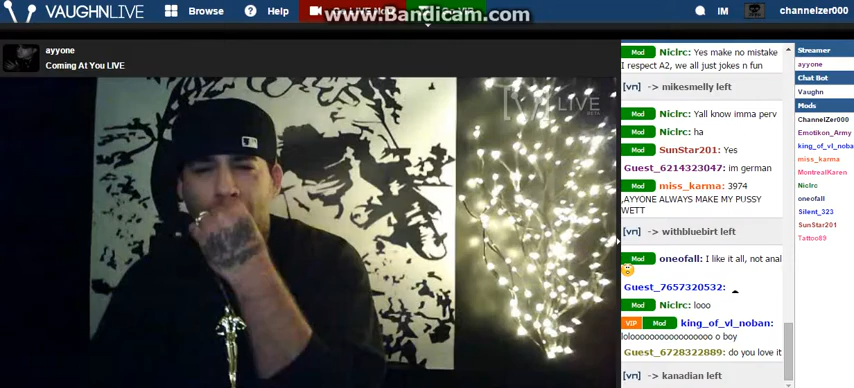 VAUGHNLIVE Browse Help www.Bandicam.com IM channelzer000
ayyone
Coming At You LIVE
LIVE
Mod Niclrc: Yes make no mistake
I respect A2, we all just jokes n fun
[vn] -> mikesmelly left
Mod Niclrc: Yall know imma perv
Mod Niclrc: ha
Mod SunStar201: Yes
Guest_6214323047: im german
Mod miss_karma: 3974
,AYYONE ALWAYS MAKE MY PUSSY
WETT
[vn] -> withbluebirt left
Mod oneofall: I like it all, not anal
Guest_7657320532:
Mod Niclrc: looo
VIP Mod king_of_vl_noban:
loloooooooooooooooo o boy
Guest_6728322889: do you love it
[vn] -> kanadian left
Streamer
ayyone
Chat Bot
Vaughn
Mods
ChannelZer000
Emotikon_Army
king_of_vl_noba
miss_karma
MontrealKaren
Niclrc
oneofall
Silent_323
SunStar201
Tattoo89